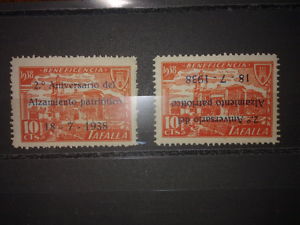 BENEFICENCIA
1938
2.º Aniversario del
Alzamiento patriótico
18 - 7 - 1938
10
CTS.
TAFALLA
BENEFICENCIA
1938
18 - 7 - 1938
Alzamiento patriótico
2.º Aniversario del
10
CTS.
TAFALLA